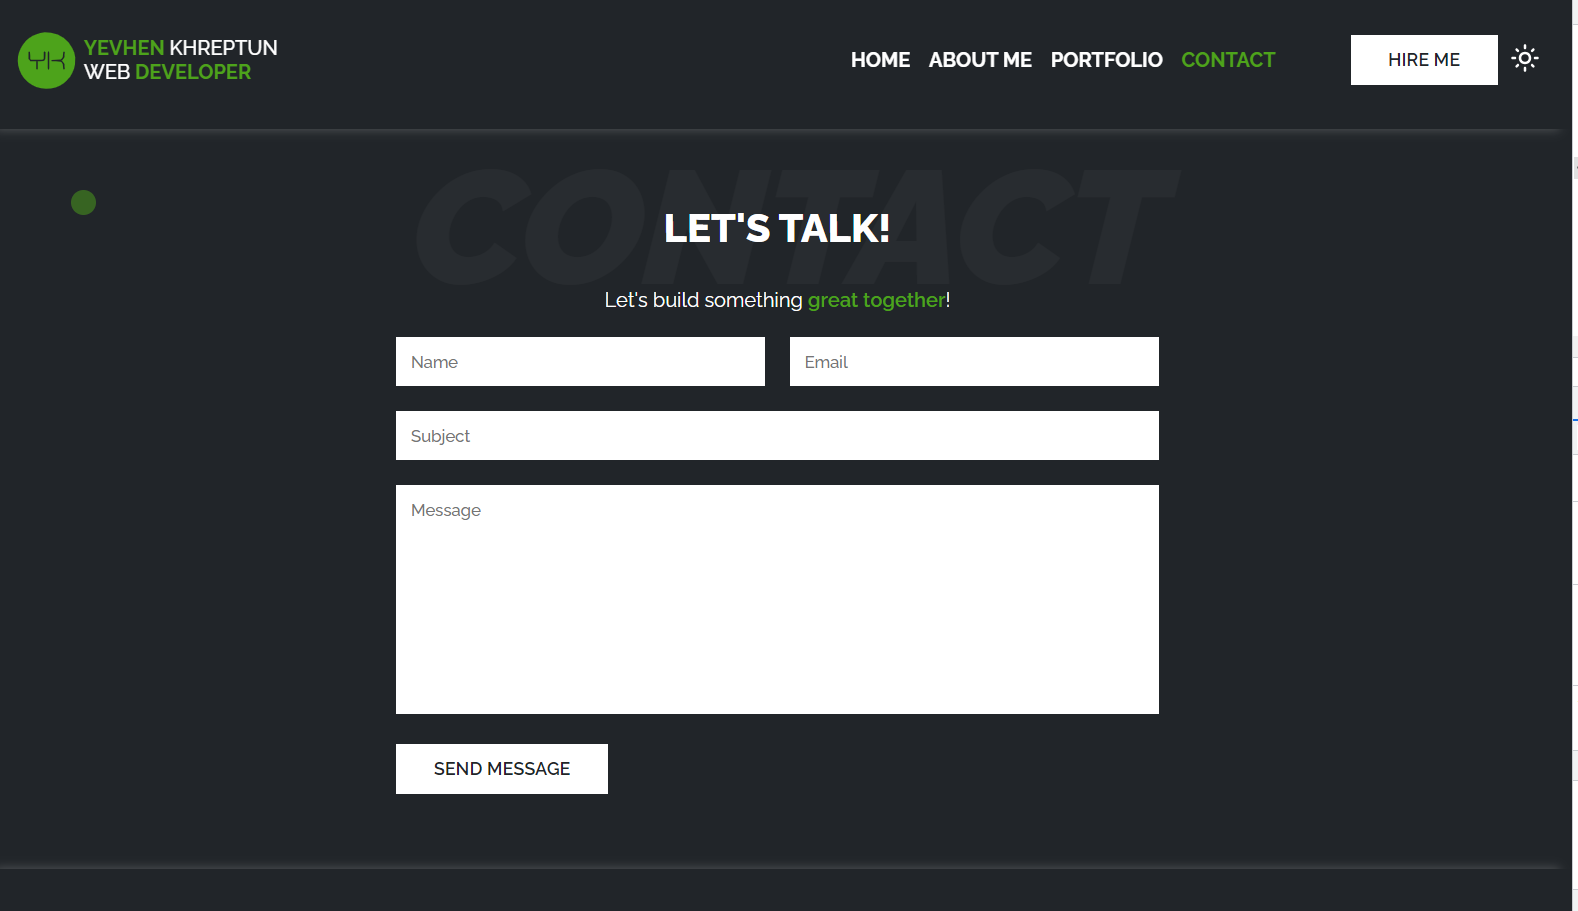 YK
YEVHEN KHREPTUN
WEB DEVELOPER
HOME ABOUT ME PORTFOLIO CONTACT
HIRE ME
CONTACT
LET'S TALK!
Let's build something great together!
Name
Email
Subject
Message
SEND MESSAGE